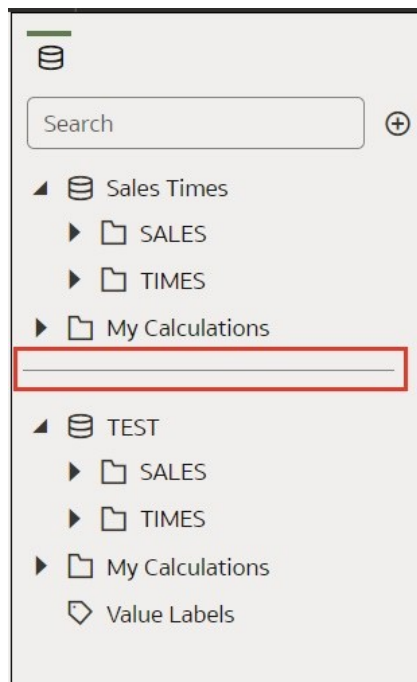 Search
Sales Times
SALES
TIMES
My Calculations
TEST
SALES
TIMES
My Calculations
Value Labels